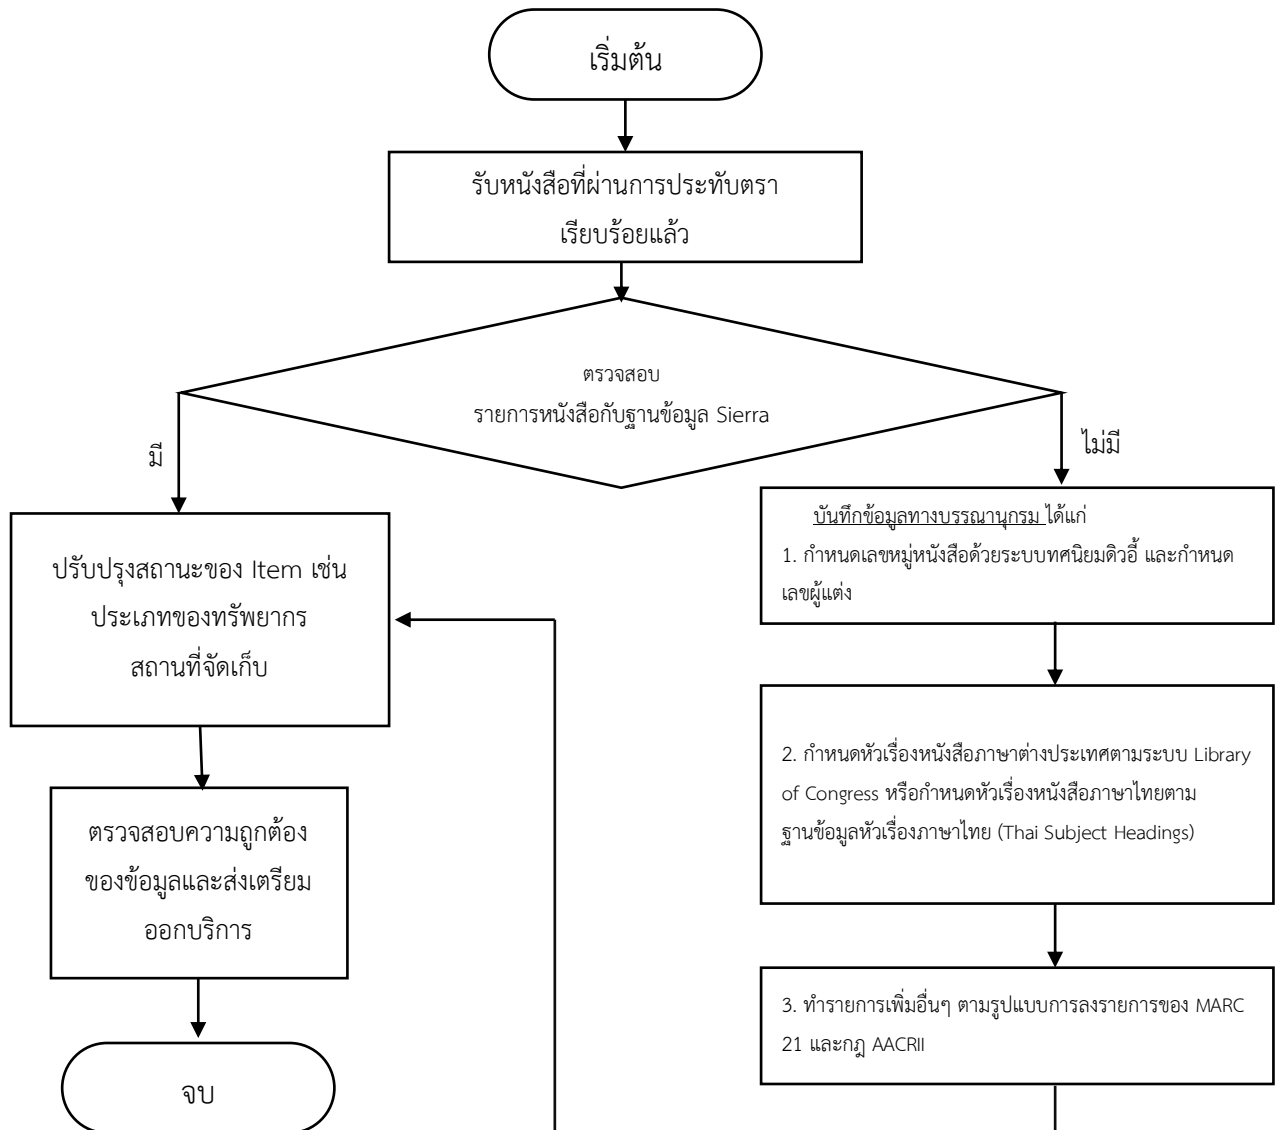 เริ่มต้น
รับหนังสือที่ผ่านการประทับตรา
เรียบร้อยแล้ว
ตรวจสอบ
รายการหนังสือกับฐานข้อมูล Sierra
มี
ไม่มี
ปรับปรุงสถานะของ Item เช่น
ประเภทของทรัพยากร
สถานที่จัดเก็บ
ตรวจสอบความถูกต้อง
ของข้อมูลและส่งเตรียม
ออกบริการ
จบ
บันทึกข้อมูลทางบรรณานุกรม ได้แก่
1. กำหนดเลขหมู่หนังสือด้วยระบบทศนิยมดิวอี้ และกำหนด
เลขผู้แต่ง
2. กำหนดหัวเรื่องหนังสือภาษาต่างประเทศตามระบบ Library
of Congress หรือกำหนดหัวเรื่องหนังสือภาษาไทยตาม
ฐานข้อมูลหัวเรื่องภาษาไทย (Thai Subject Headings)
3. ทำรายการเพิ่มอื่นๆ ตามรูปแบบการลงรายการของ MARC
21 และกฎ AACRII